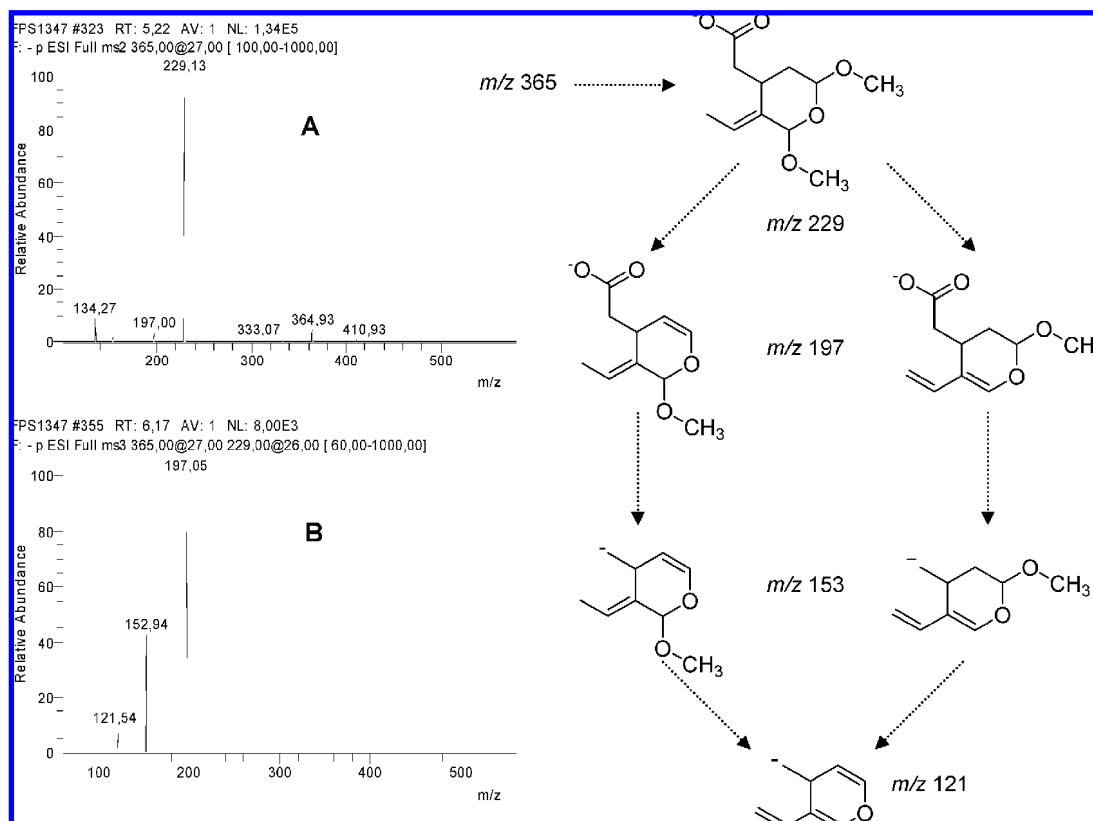 FPS1347 #323 RT: 5,22 AV: 1 NL: 1,34E5
F: - p ESI Full ms2 365,00@27,00 [ 100,00-1000,00]
229,13
100
80
60
40
20
0
Relative Abundance
A
134,27
197,00
333,07
364,93
410,93
200
300
400
500
m/z
FPS1347 #355 RT: 6,17 AV: 1 NL: 8,00E3
F: - p ESI Full ms3 365,00@27,00 229,00@26,00 [ 60,00-1000,00]
197,05
100
80
60
40
20
0
Relative Abundance
B
152,94
121,54
100
200
300
400
500
m/z
m/z 365
-O
O
O
CH3
O
O
CH3
m/z 229
-O
O
O
O
CH3
m/z 197
-O
O
O
CH3
O
-
O
O
CH3
m/z 153
-
O
CH3
O
-
O
m/z 121